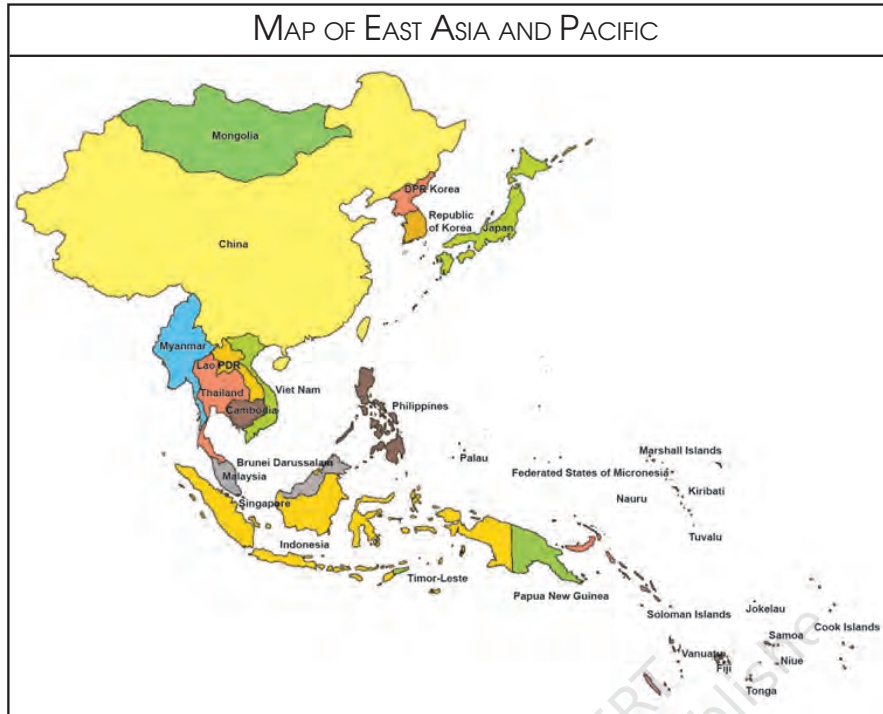 MAP OF EAST ASIA AND PACIFIC
Mongolia
DPR Korea
Republic
of Korea
Japan
China
Myanmar
Lao PDR
Thailand
Viet Nam
Cambodia
Philippines
Palau
Marshall Islands
Federated States of Micronesia
Brunei Darussalam
Malaysia
Kiribati
Nauru
Singapore
Tuvalu
Indonesia
Timor-Leste
Papua New Guinea
Soloman Islands
Jokelau
Cook Islands
Samoa
Vanuatu
Fiji
Niue
Tonga